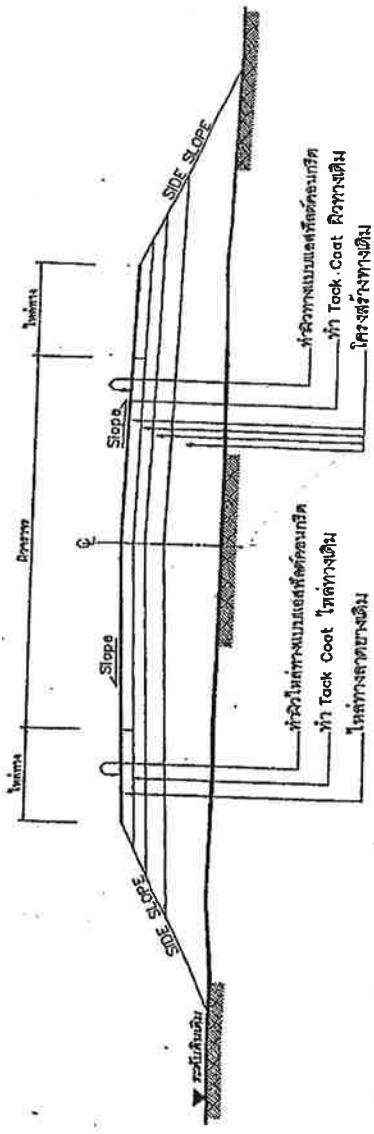 ไหล่ทาง
ผิวจราจร
ไหล่ทาง
Slope
℄
Slope
SIDE SLOPE
SIDE SLOPE
ระดับดินเดิม
ทำผิวไหล่ทางแบบแอสฟัลต์คอนกรีต
ทำ Tack Coat ไหล่ทางเดิม
ไหล่ทางลาดยางเดิม
ทำผิวทางแบบแอสฟัลต์คอนกรีต
ทำ Tack Coat ผิวทางเดิม
โครงสร้างทางเดิม